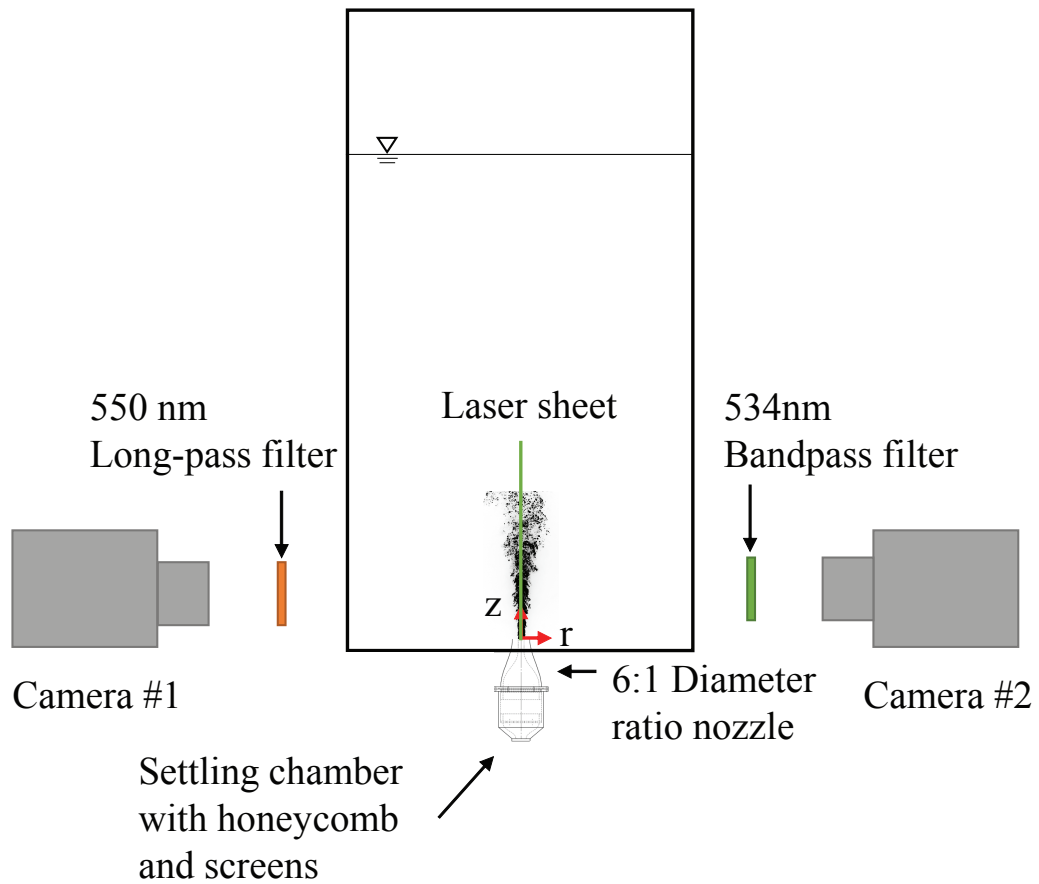 550 nm
Long-pass filter
Laser sheet
534nm
Bandpass filter
z
r
Camera #1
6:1 Diameter
ratio nozzle
Camera #2
Settling chamber
with honeycomb
and screens